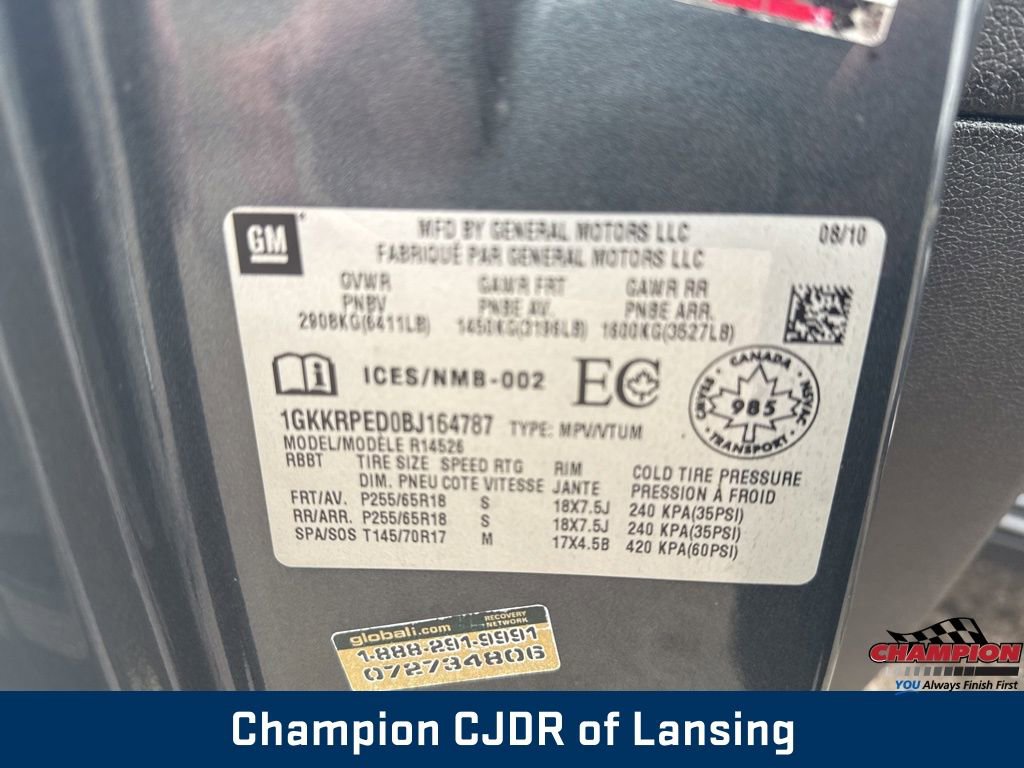 GM
MFD BY GENERAL MOTORS LLC
08/10
FABRIQUÉ PAR GENERAL MOTORS LLC
GVWR GAWR FRT GAWR RR
PNBV PNBE AV. PNBE ARR.
2908KG(6411LB) 1450KG(3196LB) 1600KG(3527LB)
ICES/NMB-002
EC
CANADA
985
TRANSPORT
1GKKRPED0BJ164787 TYPE: MPV/VTUM
MODEL/MODÈLE R14526
RBBT TIRE SIZE SPEED RTG RIM COLD TIRE PRESSURE
DIM. PNEU COTE VITESSE JANTE PRESSION À FROID
FRT/AV. P255/65R18 S 18X7.5J 240 KPA(35PSI)
RR/ARR. P255/65R18 S 18X7.5J 240 KPA(35PSI)
SPA/SOS T145/70R17 M 17X4.5B 420 KPA(60PSI)
globali.com RECOVERY NETWORK
1-888-291-9991
072734806
CHAMPION
YOU Always Finish First
Champion CJDR of Lansing